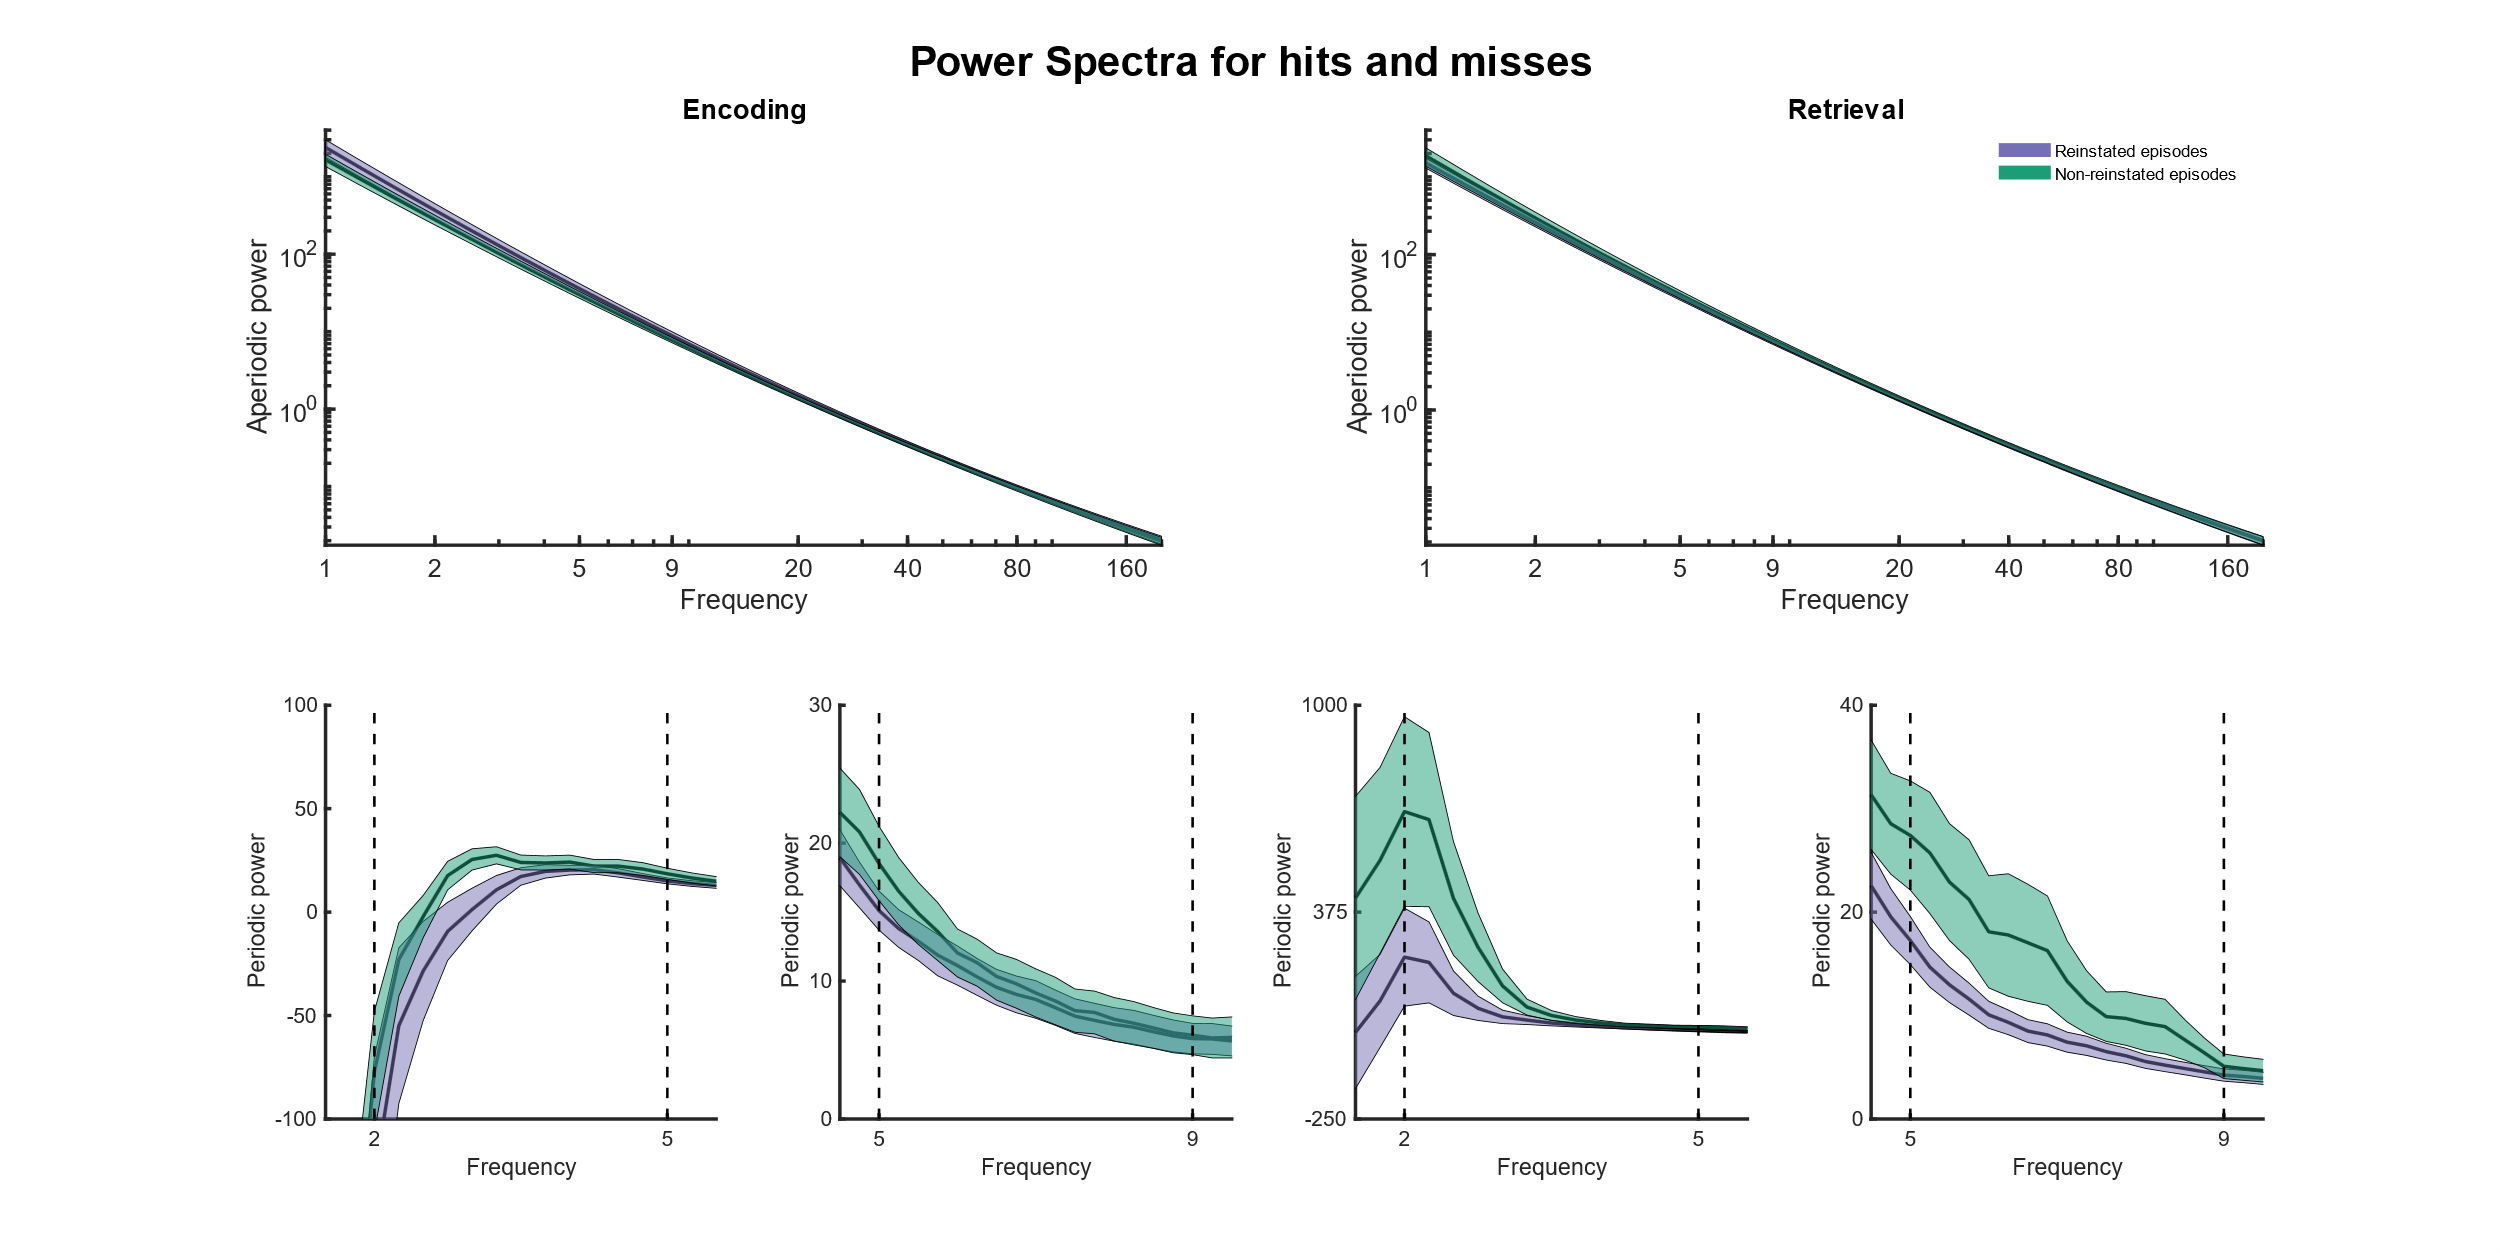 Power Spectra for hits and misses
Encoding
Retrieval
Reinstated episodes
Non-reinstated episodes
Aperiodic power
10^2
10^0
1 2 5 9 20 40 80 160
Frequency
Aperiodic power
10^2
10^0
1 2 5 9 20 40 80 160
Frequency
Periodic power
100
50
0
-50
-100
2 5
Frequency
Periodic power
30
20
10
0
5 9
Frequency
Periodic power
1000
375
-250
2 5
Frequency
Periodic power
40
20
0
5 9
Frequency